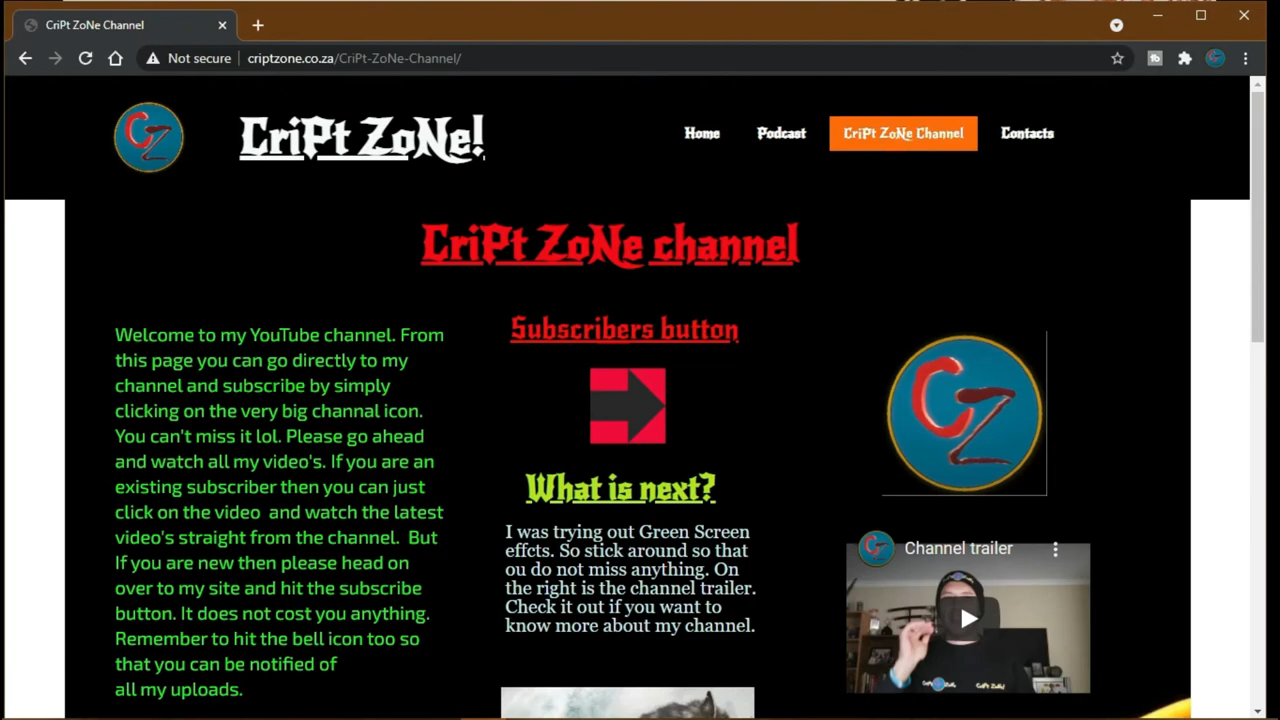 CriPt ZoNe Channel
Not secure
criptzone.co.za/CriPt-ZoNe-Channel/
CZ
CriPt ZoNe!
Home
Podcast
CriPt ZoNe Channel
Contacts
CriPt ZoNe channel
Welcome to my YouTube channel. From
this page you can go directly to my
channel and subscribe by simply
clicking on the very big channal icon.
You can't miss it lol. Please go ahead
and watch all my video's. If you are an
existing subscriber then you can just
click on the video and watch the latest
video's straight from the channel. But
If you are new then please head on
over to my site and hit the subscribe
button. It does not cost you anything.
Remember to hit the bell icon too so
that you can be notified of
all my uploads.
Subscribers button
What is next?
I was trying out Green Screen
effcts. So stick around so that
ou do not miss anything. On
the right is the channel trailer.
Check it out if you want to
know more about my channel.
CZ
Channel trailer
CriPt ZoNe!